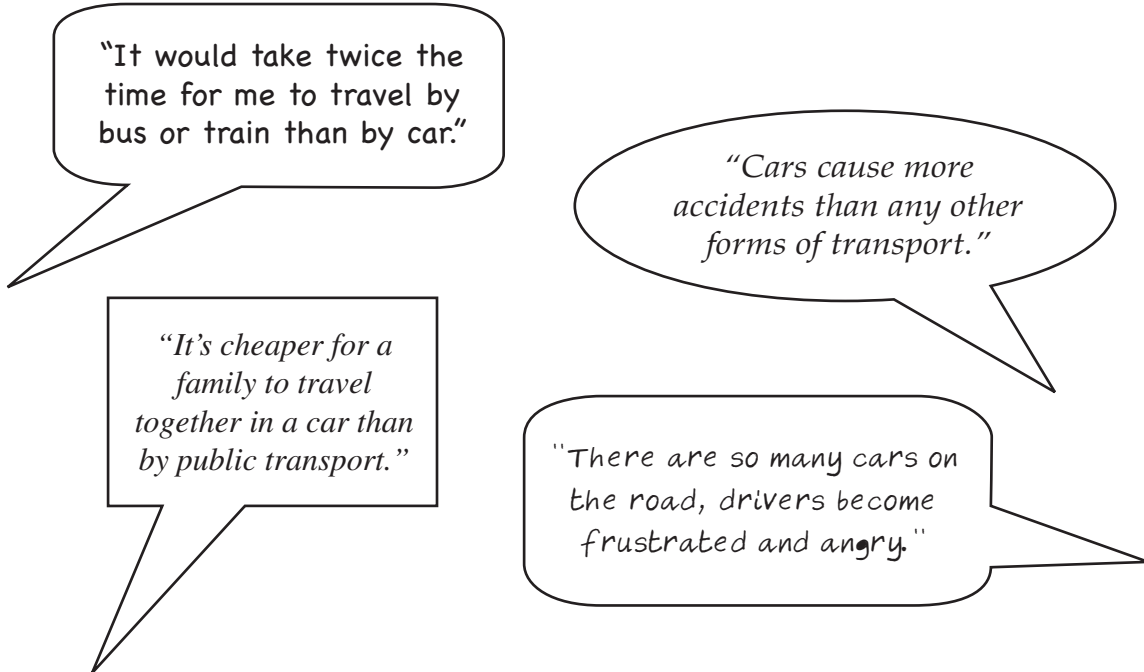 “It would take twice the
time for me to travel by
bus or train than by car.”
“Cars cause more
accidents than any other
forms of transport.”
“It’s cheaper for a
family to travel
together in a car than
by public transport.”
"There are so many cars on
the road, drivers become
frustrated and angry."